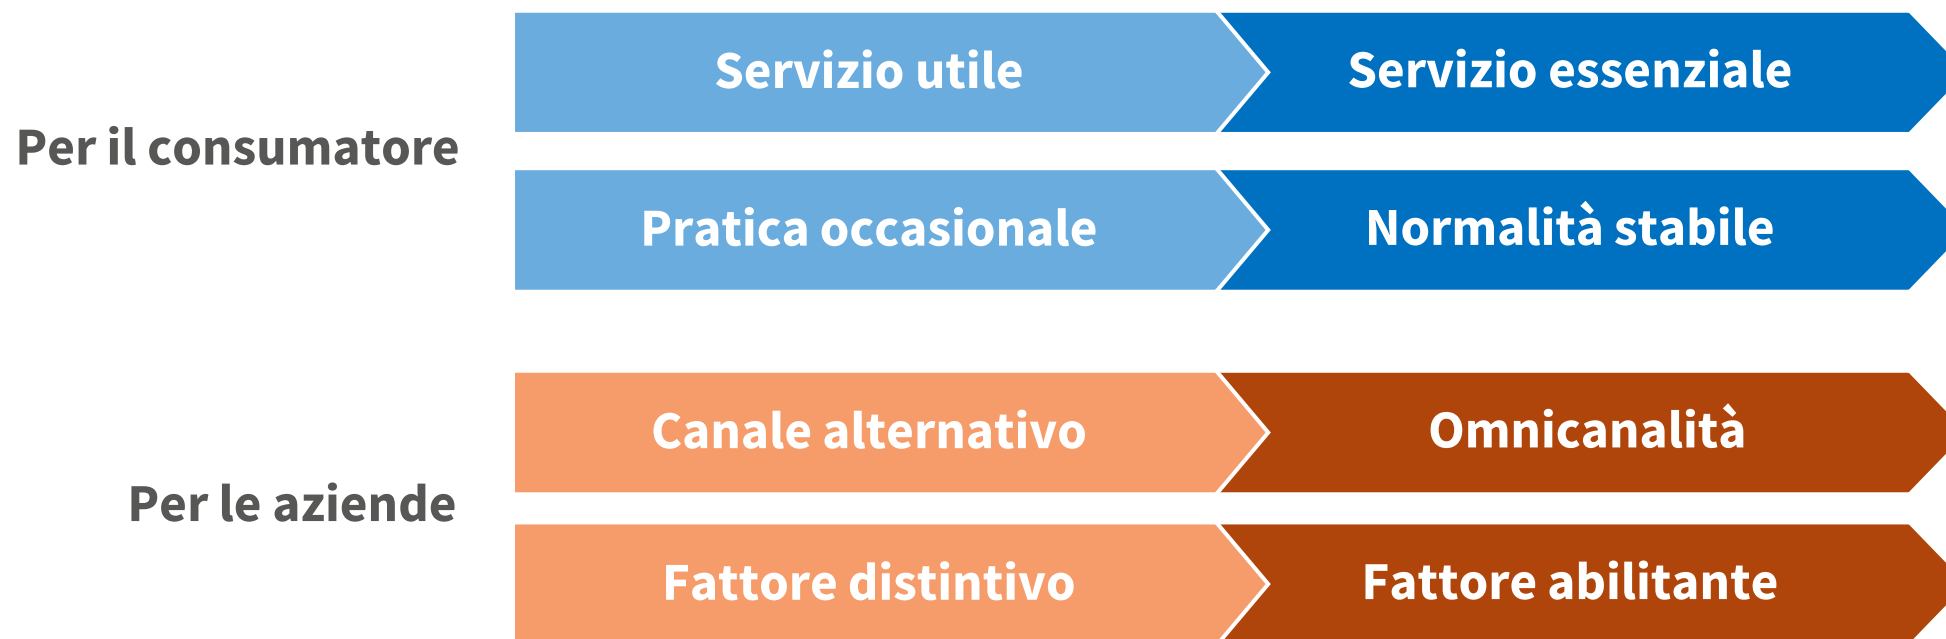 Servizio utile
Servizio essenziale
Per il consumatore
Pratica occasionale
Normalità stabile
Canale alternativo
Omnicanalità
Per le aziende
Fattore distintivo
Fattore abilitante